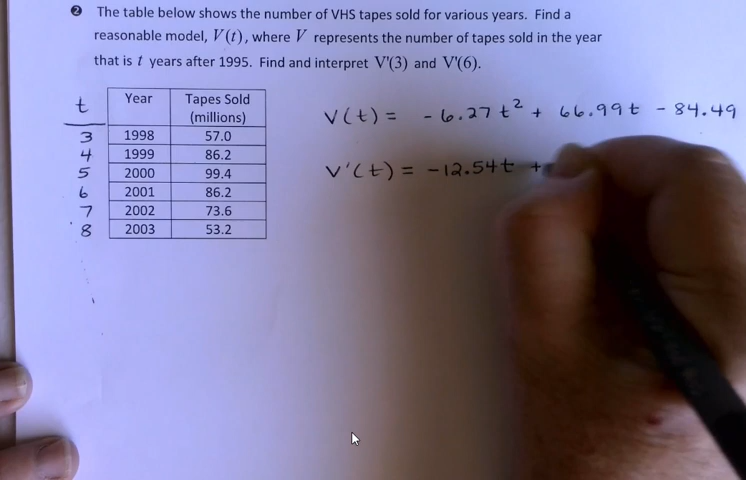 ❷ The table below shows the number of VHS tapes sold for various years. Find a
reasonable model, V(t), where V represents the number of tapes sold in the year
that is t years after 1995. Find and interpret V'(3) and V'(6).
t Year Tapes Sold
(millions)
3 1998 57.0
4 1999 86.2
5 2000 99.4
6 2001 86.2
7 2002 73.6
8 2003 53.2
V(t) = -6.27t² + 66.99t - 84.49
V'(t) = -12.54t +